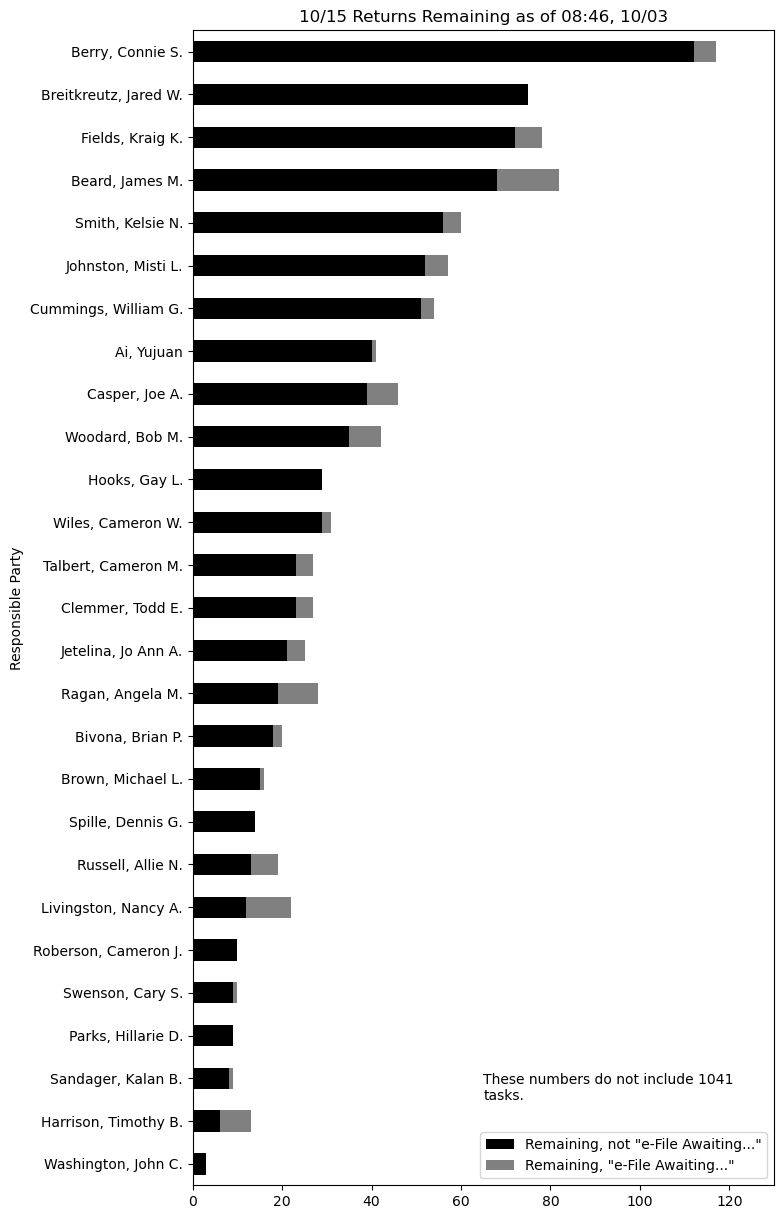 10/15 Returns Remaining as of 08:46, 10/03
Responsible Party
Berry, Connie S.
Breitkreutz, Jared W.
Fields, Kraig K.
Beard, James M.
Smith, Kelsie N.
Johnston, Misti L.
Cummings, William G.
Ai, Yujuan
Casper, Joe A.
Woodard, Bob M.
Hooks, Gay L.
Wiles, Cameron W.
Talbert, Cameron M.
Clemmer, Todd E.
Jetelina, Jo Ann A.
Ragan, Angela M.
Bivona, Brian P.
Brown, Michael L.
Spille, Dennis G.
Russell, Allie N.
Livingston, Nancy A.
Roberson, Cameron J.
Swenson, Cary S.
Parks, Hillarie D.
Sandager, Kalan B.
Harrison, Timothy B.
Washington, John C.
These numbers do not include 1041
tasks.
Remaining, not "e-File Awaiting..."
Remaining, "e-File Awaiting..."
0 20 40 60 80 100 120